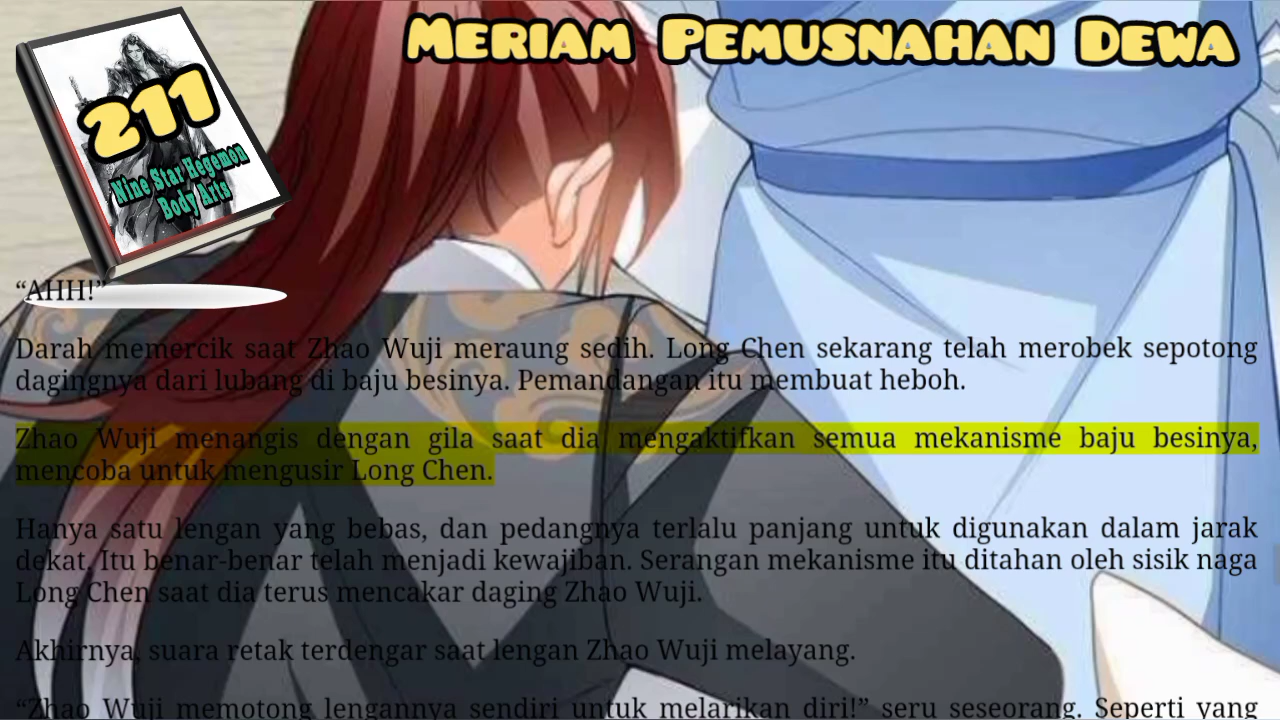 MERIAM PEMUSNAHAN DEWA
211
Nine Star Hegemon
Body Arts
“AHH!”
Darah memercik saat Zhao Wuji meraung sedih. Long Chen sekarang telah merobek sepotong
dagingnya dari lubang di baju besinya. Pemandangan itu membuat heboh.
Zhao Wuji menangis dengan gila saat dia mengaktifkan semua mekanisme baju besinya,
mencoba untuk mengusir Long Chen.
Hanya satu lengan yang bebas, dan pedangnya terlalu panjang untuk digunakan dalam jarak
dekat. Itu benar-benar telah menjadi kewajiban. Serangan mekanisme itu ditahan oleh sisik naga
Long Chen saat dia terus mencakar daging Zhao Wuji.
Akhirnya, suara retak terdengar saat lengan Zhao Wuji melayang.
“Zhao Wuji memotong lengannya sendiri untuk melarikan diri!” seru seseorang. Seperti yang